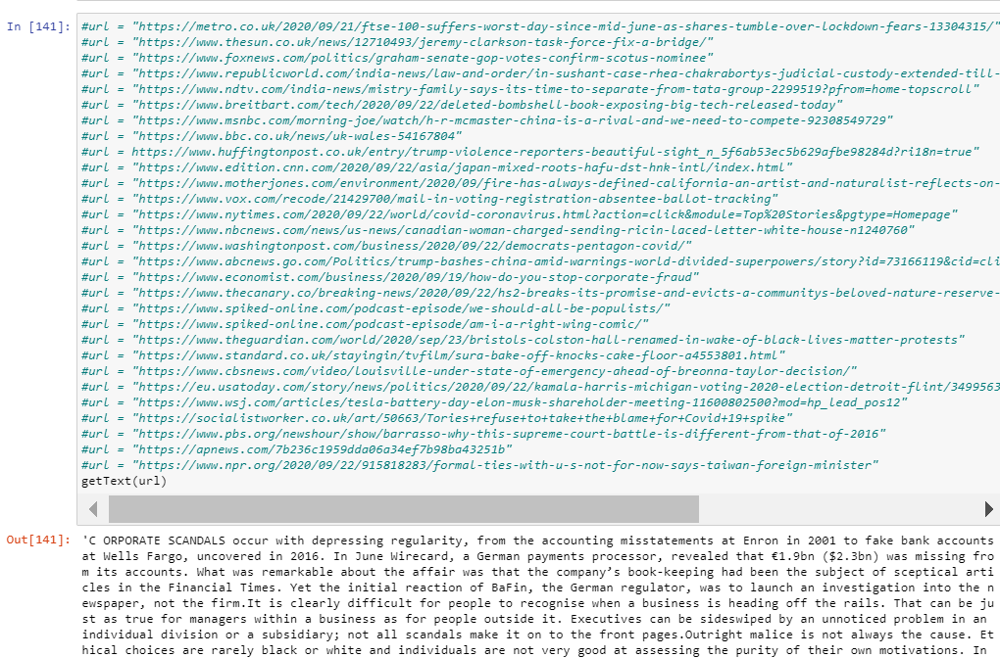 In [141]:
#url = "https://metro.co.uk/2020/09/21/ftse-100-suffers-worst-day-since-mid-june-as-shares-tumble-over-lockdown-fears-13304315/"
#url = "https://www.thesun.co.uk/news/12710493/jeremy-clarkson-task-force-fix-a-bridge/"
#url = "https://www.foxnews.com/politics/graham-senate-gop-votes-confirm-scotus-nominee"
#url = "https://www.republicworld.com/india-news/law-and-order/in-sushant-case-rhea-chakrabortys-judicial-custody-extended-till-
#url = "https://www.ndtv.com/india-news/mistry-family-says-its-time-to-separate-from-tata-group-2299519?pfrom=home-topscroll"
#url = "https://www.breitbart.com/tech/2020/09/22/deleted-bombshell-book-exposing-big-tech-released-today"
#url = "https://www.msnbc.com/morning-joe/watch/h-r-mcmaster-china-is-a-rival-and-we-need-to-compete-92308549729"
#url = "https://www.bbc.co.uk/news/uk-wales-54167804"
#url = https://www.huffingtonpost.co.uk/entry/trump-violence-reporters-beautiful-sight_n_5f6ab53ec5b629afbe98284d?ri18n=true"
#url = "https://www.edition.cnn.com/2020/09/22/asia/japan-mixed-roots-hafu-dst-hnk-intl/index.html"
#url = "https://www.motherjones.com/environment/2020/09/fire-has-always-defined-california-an-artist-and-naturalist-reflects-on-
#url = "https://www.vox.com/recode/21429700/mail-in-voting-registration-absentee-ballot-tracking"
#url = "https://www.nytimes.com/2020/09/22/world/covid-coronavirus.html?action=click&module=Top%20Stories&pgtype=Homepage"
#url = "https://www.nbcnews.com/news/us-news/canadian-woman-charged-sending-ricin-laced-letter-white-house-n1240760"
#url = "https://www.washingtonpost.com/business/2020/09/22/democrats-pentagon-covid/"
#url = "https://www.abcnews.go.com/Politics/trump-bashes-china-amid-warnings-world-divided-superpowers/story?id=73166119&cid=cli
#url = "https://www.economist.com/business/2020/09/19/how-do-you-stop-corporate-fraud"
#url = "https://www.thecanary.co/breaking-news/2020/09/22/hs2-breaks-its-promise-and-evicts-a-communitys-beloved-nature-reserve-
#url = "https://www.spiked-online.com/podcast-episode/we-should-all-be-populists/"
#url = "https://www.spiked-online.com/podcast-episode/am-i-a-right-wing-comic/"
#url = "https://www.theguardian.com/world/2020/sep/23/bristols-colston-hall-renamed-in-wake-of-black-lives-matter-protests"
#url = "https://www.standard.co.uk/stayingin/tvfilm/sura-bake-off-knocks-cake-floor-a4553801.html"
#url = "https://www.cbsnews.com/video/louisville-under-state-of-emergency-ahead-of-breonna-taylor-decision/"
#url = "https://eu.usatoday.com/story/news/politics/2020/09/22/kamala-harris-michigan-voting-2020-election-detroit-flint/3499563
#url = "https://www.wsj.com/articles/tesla-battery-day-elon-musk-shareholder-meeting-11600802500?mod=hp_lead_pos12"
#url = "https://socialistworker.co.uk/art/50663/Tories+refuse+to+take+the+blame+for+Covid+19+spike"
#url = "https://www.pbs.org/newshour/show/barrasso-why-this-supreme-court-battle-is-different-from-that-of-2016"
#url = "https://apnews.com/7b236c1959dda06a34ef7b98ba43251b"
#url = "https://www.npr.org/2020/09/22/915818283/formal-ties-with-u-s-not-for-now-says-taiwan-foreign-minister"
getText(url)
Out[141]:
'C ORPORATE SCANDALS occur with depressing regularity, from the accounting misstatements at Enron in 2001 to fake bank accounts
at Wells Fargo, uncovered in 2016. In June Wirecard, a German payments processor, revealed that €1.9bn ($2.3bn) was missing fro
m its accounts. What was remarkable about the affair was that the company’s book-keeping had been the subject of sceptical arti
cles in the Financial Times. Yet the initial reaction of BaFin, the German regulator, was to launch an investigation into the n
ewspaper, not the firm.It is clearly difficult for people to recognise when a business is heading off the rails. That can be ju
st as true for managers within a business as for people outside it. Executives can be sideswiped by an unnoticed problem in an
individual division or a subsidiary; not all scandals make it on to the front pages.Outright malice is not always the cause. Et
hical choices are rarely black or white and individuals are not very good at assessing the purity of their own motivations. In